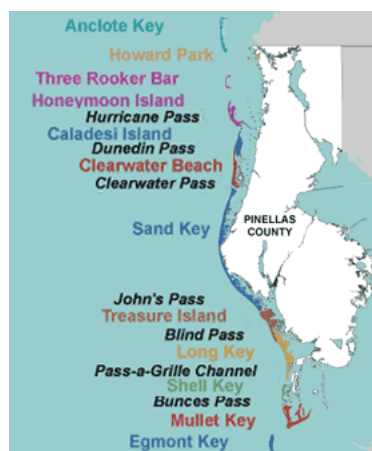 Anclote Key
Howard Park
Three Rooker Bar
Honeymoon Island
Hurricane Pass
Caladesi Island
Dunedin Pass
Clearwater Beach
Clearwater Pass
Sand Key
PINELLAS
COUNTY
John's Pass
Treasure Island
Blind Pass
Long Key
Pass-a-Grille Channel
Shell Key
Bunces Pass
Mullet Key
Egmont Key